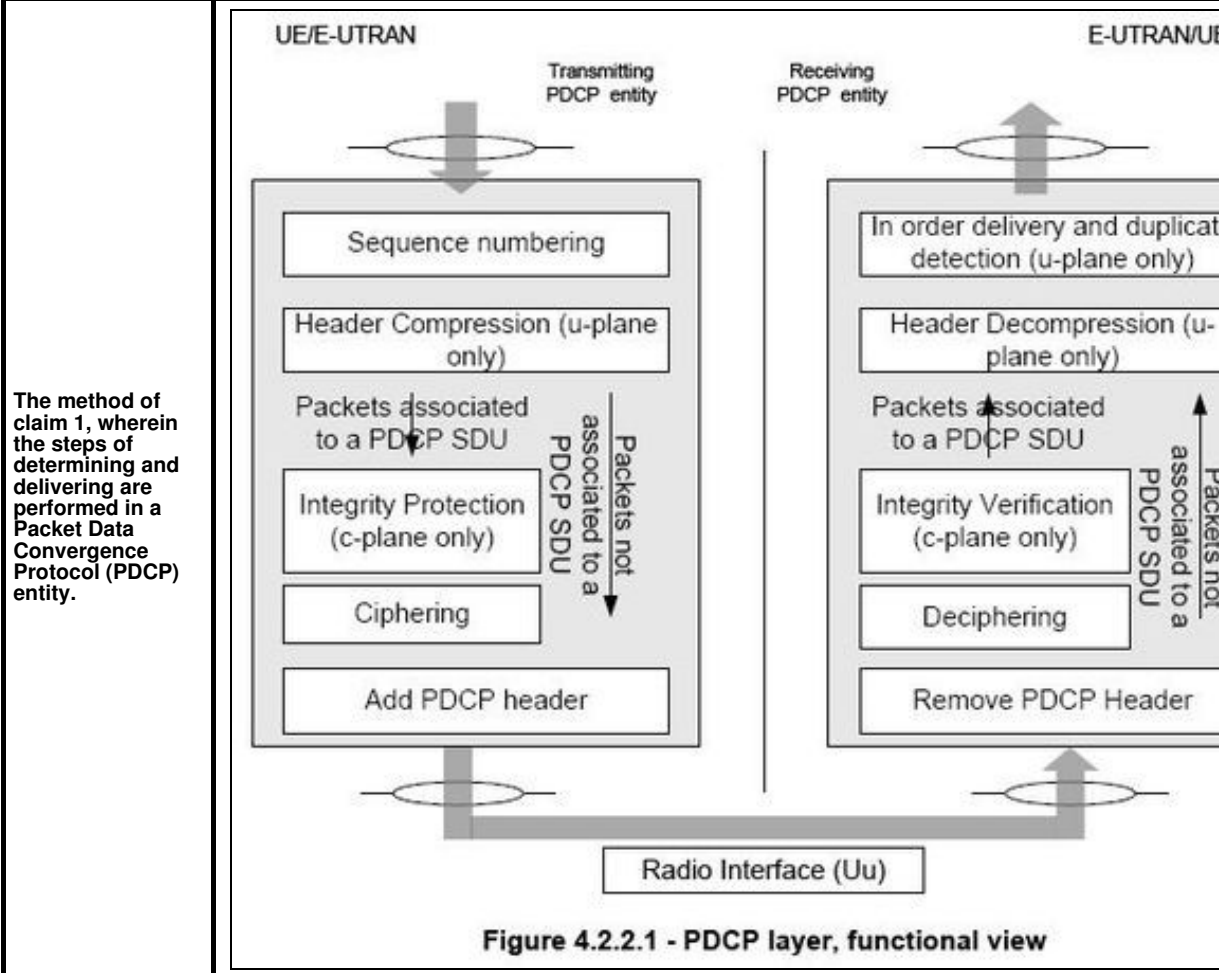 The method of
claim 1, wherein
the steps of
determining and
delivering are
performed in a
Packet Data
Convergence
Protocol (PDCP)
entity.
UE/E-UTRAN
E-UTRAN/UE
Transmitting
PDCP entity
Receiving
PDCP entity
Sequence numbering
Header Compression (u-plane
only)
Packets associated
to a PDCP SDU
Packets not
associated to a
PDCP SDU
Integrity Protection
(c-plane only)
Ciphering
Add PDCP header
In order delivery and duplicat
detection (u-plane only)
Header Decompression (u-
plane only)
Packets associated
to a PDCP SDU
Packets not
associated to a
PDCP SDU
Integrity Verification
(c-plane only)
Deciphering
Remove PDCP Header
Radio Interface (Uu)
Figure 4.2.2.1 - PDCP layer, functional view